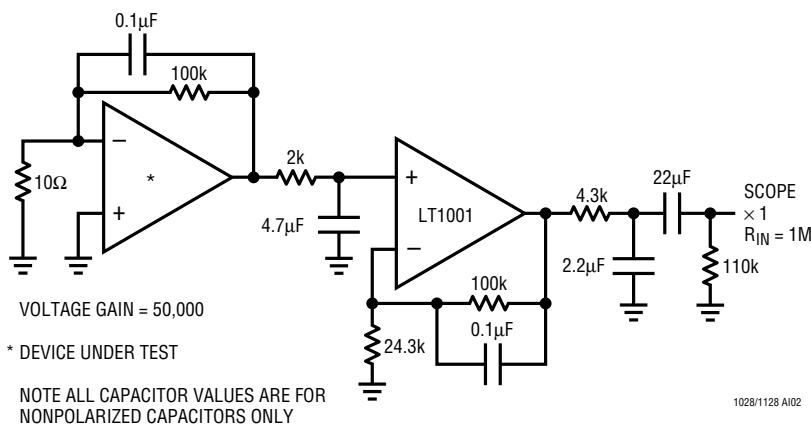 0.1µF
100k
–
*
+
10Ω
2k
4.7µF
+
LT1001
–
4.3k
22µF
SCOPE
× 1
R_IN = 1M
2.2µF
110k
100k
0.1µF
24.3k
VOLTAGE GAIN = 50,000
* DEVICE UNDER TEST
NOTE ALL CAPACITOR VALUES ARE FOR
NONPOLARIZED CAPACITORS ONLY
1028/1128 AI02